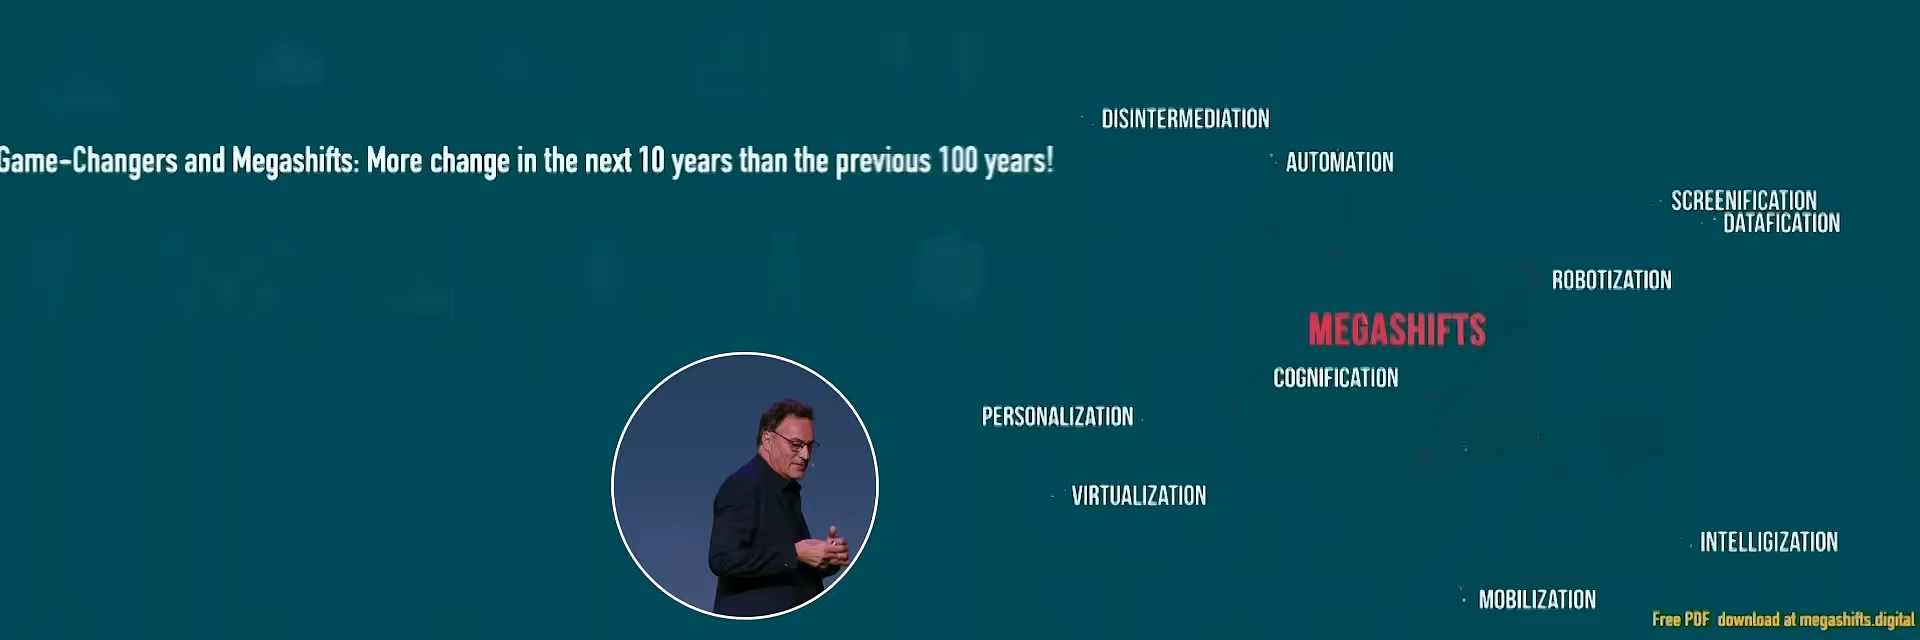 DISINTERMEDIATION
Game-Changers and Megashifts: More change in the next 10 years than the previous 100 years!
AUTOMATION
SCREENIFICATION
DATAFICATION
ROBOTIZATION
MEGASHIFTS
COGNIFICATION
PERSONALIZATION
VIRTUALIZATION
INTELLIGIZATION
MOBILIZATION
Free PDF download at megashifts.digital